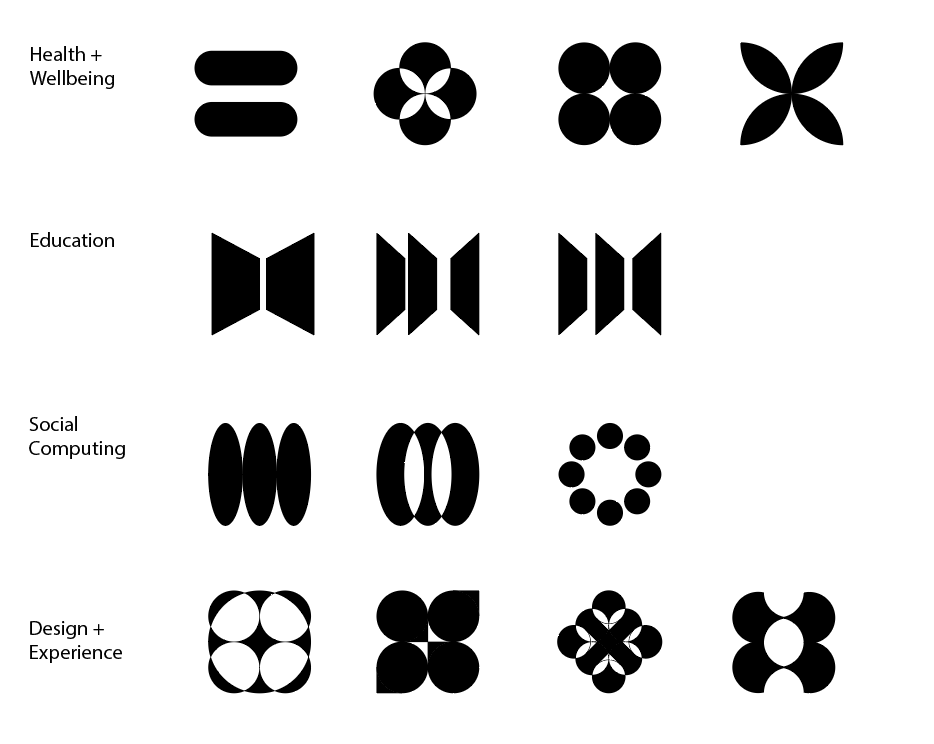 Health +
Wellbeing
Education
Social
Computing
Design +
Experience